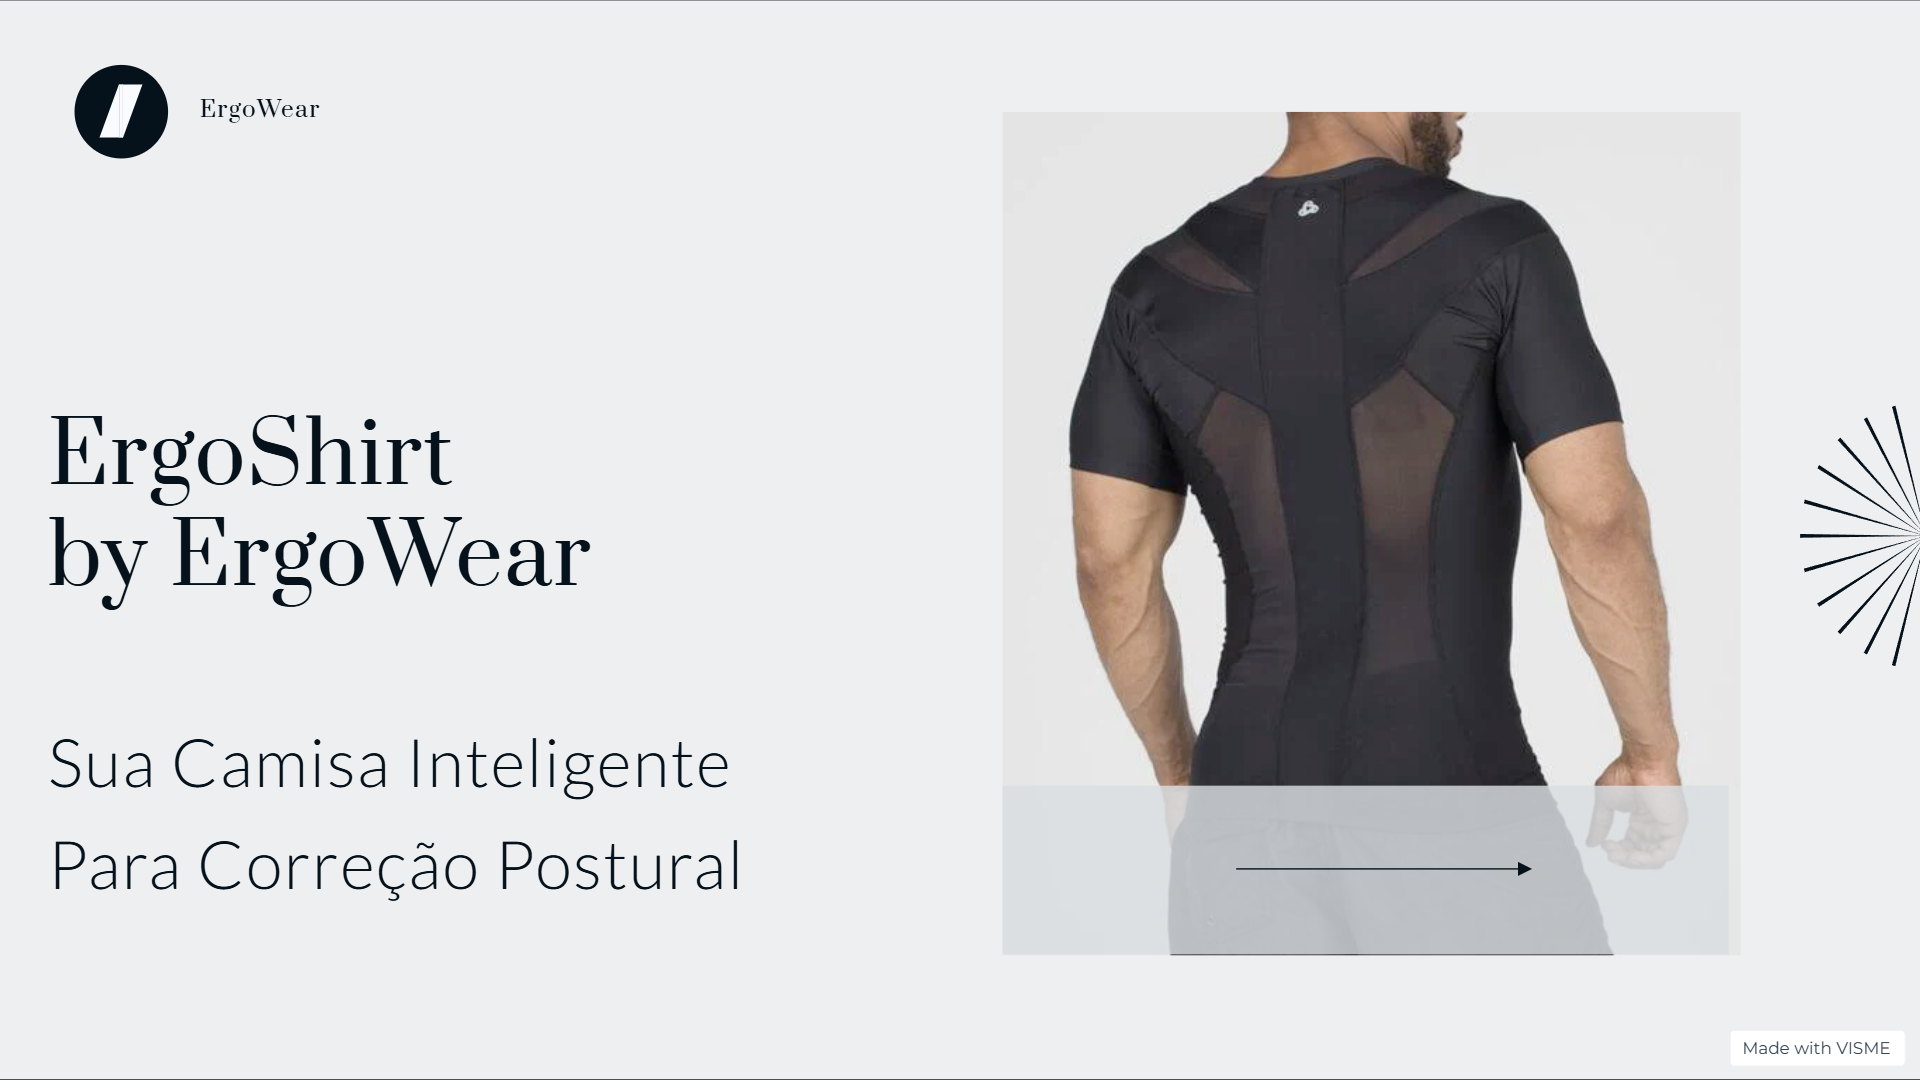 ErgoWear
ErgoShirt
by ErgoWear
Sua Camisa Inteligente
Para Correção Postural
Made with VISME